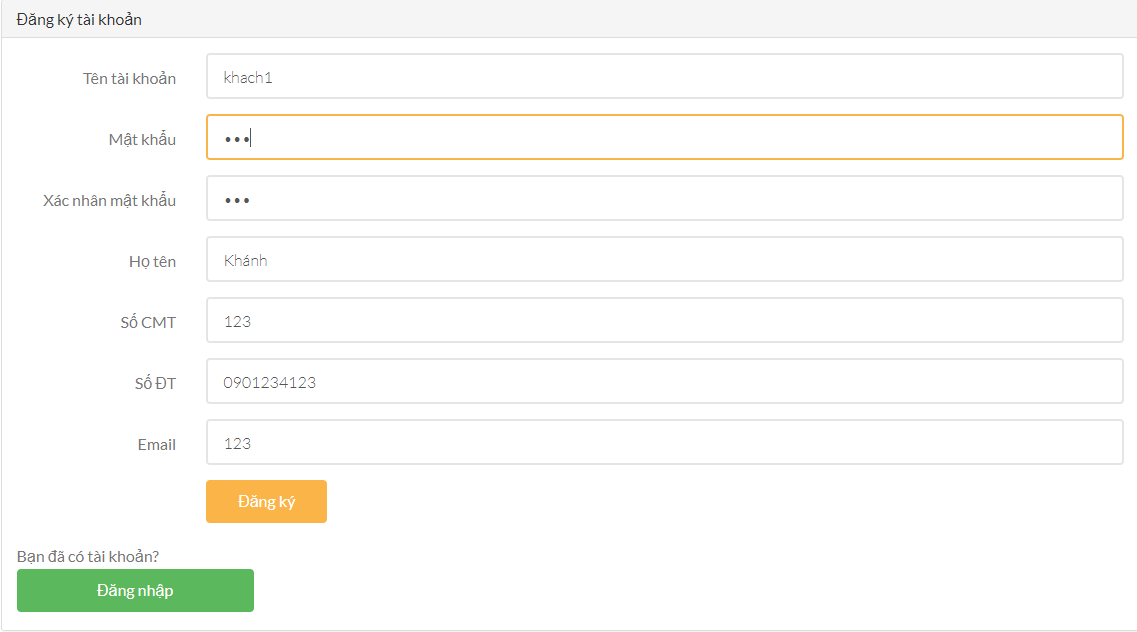 Đăng ký tài khoản
Tên tài khoản khach1
Mật khẩu •••
Xác nhân mật khẩu •••
Họ tên Khánh
Số CMT 123
Số ĐT 0901234123
Email 123
Đăng ký
Bạn đã có tài khoản?
Đăng nhập